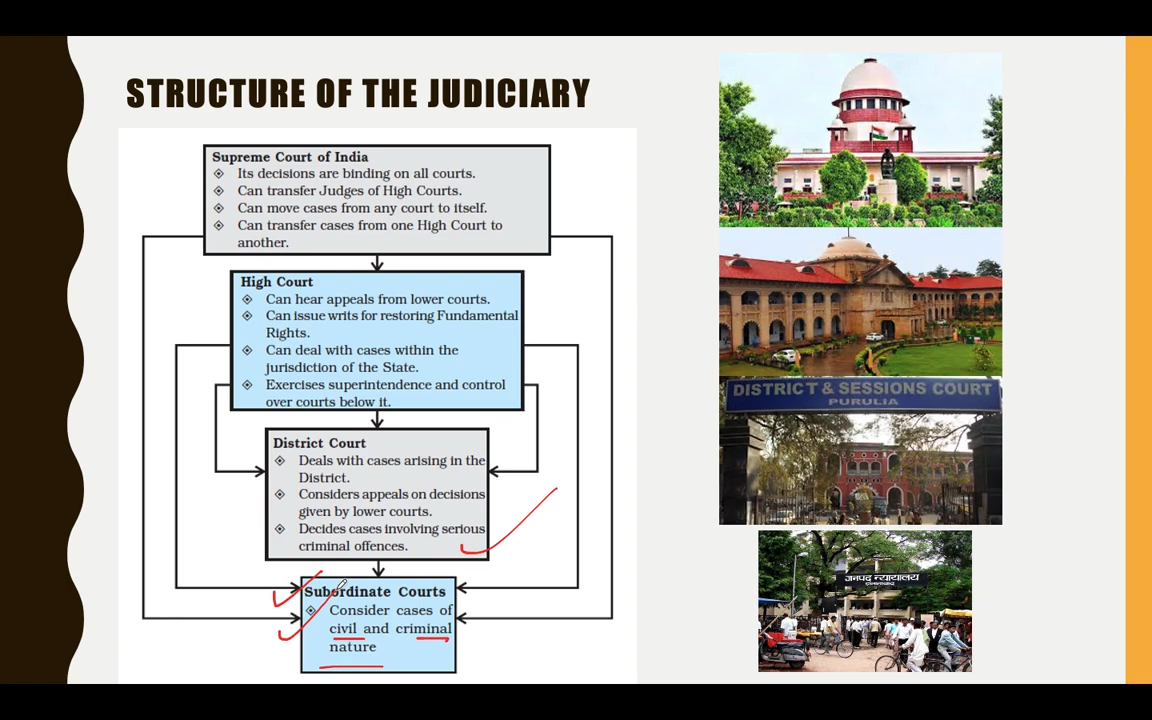 STRUCTURE OF THE JUDICIARY
Supreme Court of India
Its decisions are binding on all courts.
Can transfer Judges of High Courts.
Can move cases from any court to itself.
Can transfer cases from one High Court to
another.
High Court
Can hear appeals from lower courts.
Can issue writs for restoring Fundamental
Rights.
Can deal with cases within the
jurisdiction of the State.
Exercises superintendence and control
over courts below it.
District Court
Deals with cases arising in the
District.
Considers appeals on decisions
given by lower courts.
Decides cases involving serious
criminal offences.
Subordinate Courts
Consider cases of
civil and criminal
nature
DISTRICT & SESSIONS COURT
PURULIA
जनपद न्यायालय